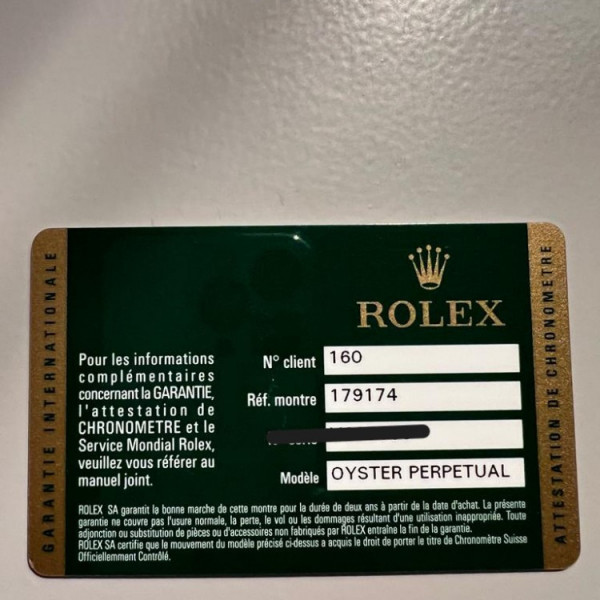 GARANTIE INTERNATIONALE
ROLEX
Pour les informations
complémentaires
concernant la GARANTIE,
l'attestation de
CHRONOMETRE et le
Service Mondial Rolex,
veuillez vous référer au
manuel joint.
N° client 160
Réf. montre 179174
Modèle OYSTER PERPETUAL
ROLEX SA garantit la bonne marche de cette montre pour la durée de deux ans à partir de la date d'achat. La présente
garantie ne couvre pas l'usure normale, la perte, le vol ou les dommages résultant d'une utilisation inappropriée. Toute
adjonction ou substitution de pièces ou d'accessoires non fabriqués par ROLEX entraîne la fin de la garantie.
ROLEX SA certifie que le mouvement du modèle précisé ci-dessus a acquis le droit de porter le titre de Chronomètre Suisse
Officiellement Contrôlé.
ATTESTATION DE CHRONOMETRE